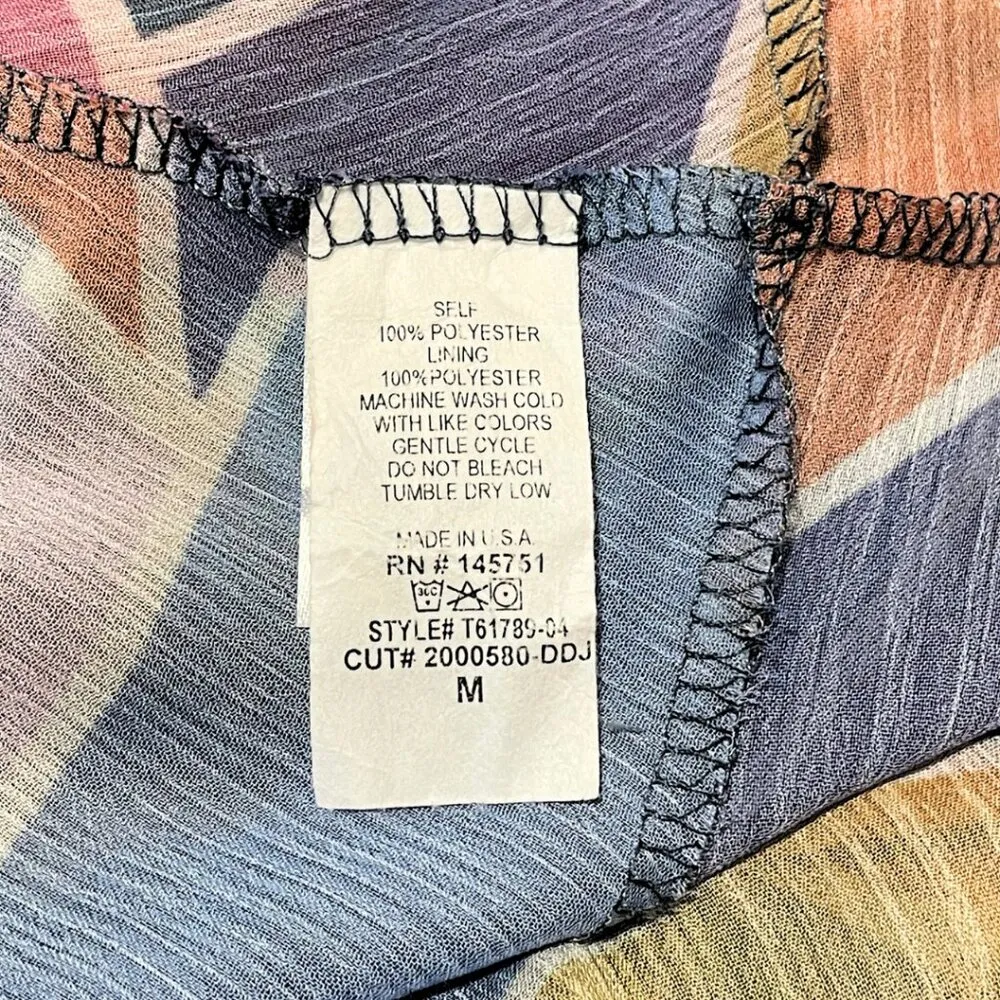 SELF
100% POLYESTER
LINING
100%POLYESTER
MACHINE WASH COLD
WITH LIKE COLORS
GENTLE CYCLE
DO NOT BLEACH
TUMBLE DRY LOW
MADE IN U.S.A.
RN # 145751
30C
STYLE# T61789-04
CUT# 2000580-DDJ
M